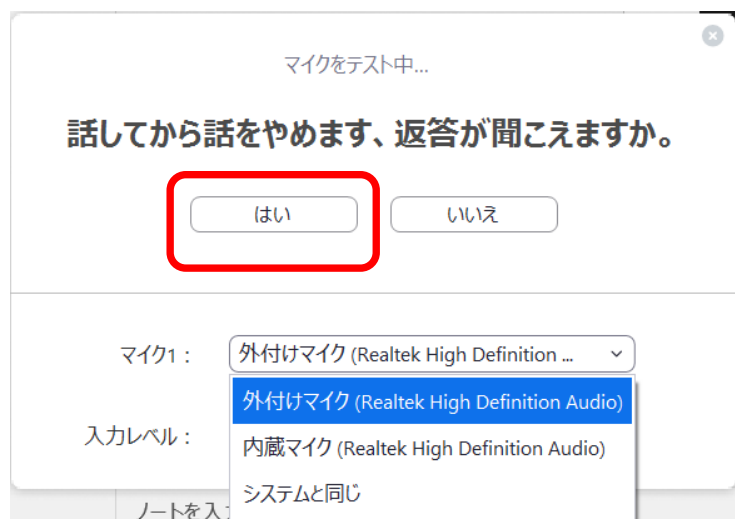 マイクをテスト中...
話してから話をやめます、返答が聞こえますか。
はい いいえ
マイク1： 外付けマイク (Realtek High Definition ...
外付けマイク (Realtek High Definition Audio)
入力レベル： 内蔵マイク (Realtek High Definition Audio)
システムと同じ
ノートを入